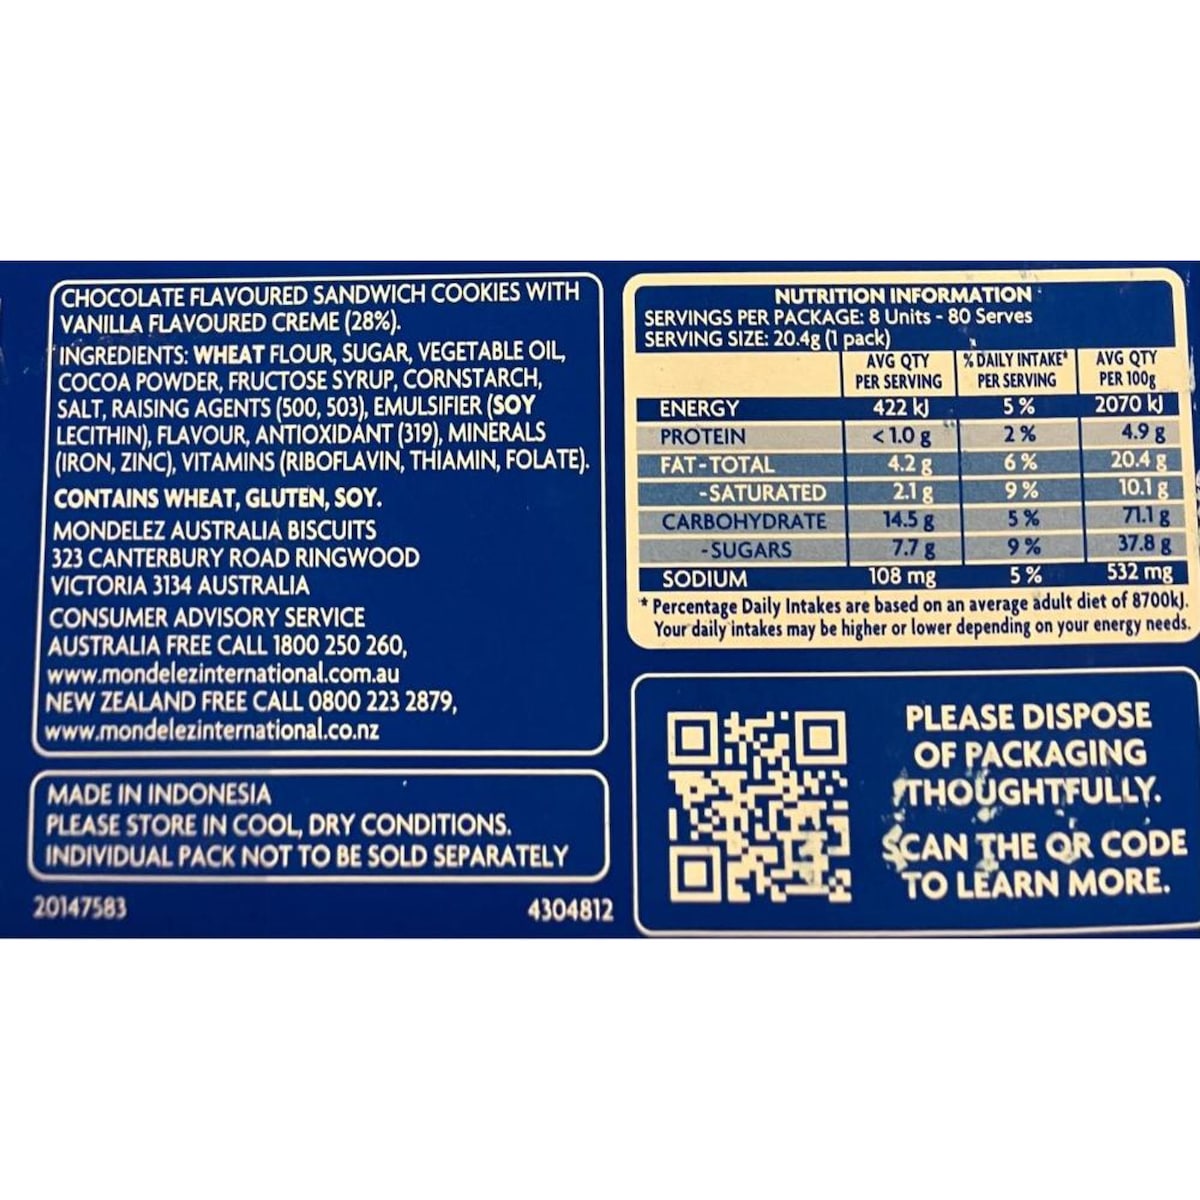 CHOCOLATE FLAVOURED SANDWICH COOKIES WITH
VANILLA FLAVOURED CREME (28%).
INGREDIENTS: WHEAT FLOUR, SUGAR, VEGETABLE OIL,
COCOA POWDER, FRUCTOSE SYRUP, CORNSTARCH,
SALT, RAISING AGENTS (500, 503), EMULSIFIER (SOY
LECITHIN), FLAVOUR, ANTIOXIDANT (319), MINERALS
(IRON, ZINC), VITAMINS (RIBOFLAVIN, THIAMIN, FOLATE).
CONTAINS WHEAT, GLUTEN, SOY.
MONDELEZ AUSTRALIA BISCUITS
323 CANTERBURY ROAD RINGWOOD
VICTORIA 3134 AUSTRALIA
CONSUMER ADVISORY SERVICE
AUSTRALIA FREE CALL 1800 250 260,
www.mondelezinternational.com.au
NEW ZEALAND FREE CALL 0800 223 2879,
www.mondelezinternational.co.nz
MADE IN INDONESIA
PLEASE STORE IN COOL, DRY CONDITIONS.
INDIVIDUAL PACK NOT TO BE SOLD SEPARATELY
20147583 4304812
NUTRITION INFORMATION
SERVINGS PER PACKAGE: 8 Units - 80 Serves
SERVING SIZE: 20.4g (1 pack)
AVG QTY % DAILY INTAKE* AVG QTY
PER SERVING PER SERVING PER 100g
ENERGY 422 kJ 5 % 2070 kJ
PROTEIN <1.0 g 2 % 4.9 g
FAT-TOTAL 4.2 g 6 % 20.4 g
-SATURATED 2.1 g 9 % 10.1 g
CARBOHYDRATE 14.5 g 5 % 71.1 g
-SUGARS 7.7 g 9 % 37.8 g
SODIUM 108 mg 5 % 532 mg
* Percentage Daily Intakes are based on an average adult diet of 8700kJ.
Your daily intakes may be higher or lower depending on your energy needs.
PLEASE DISPOSE
OF PACKAGING
THOUGHTFULLY.
SCAN THE QR CODE
TO LEARN MORE.